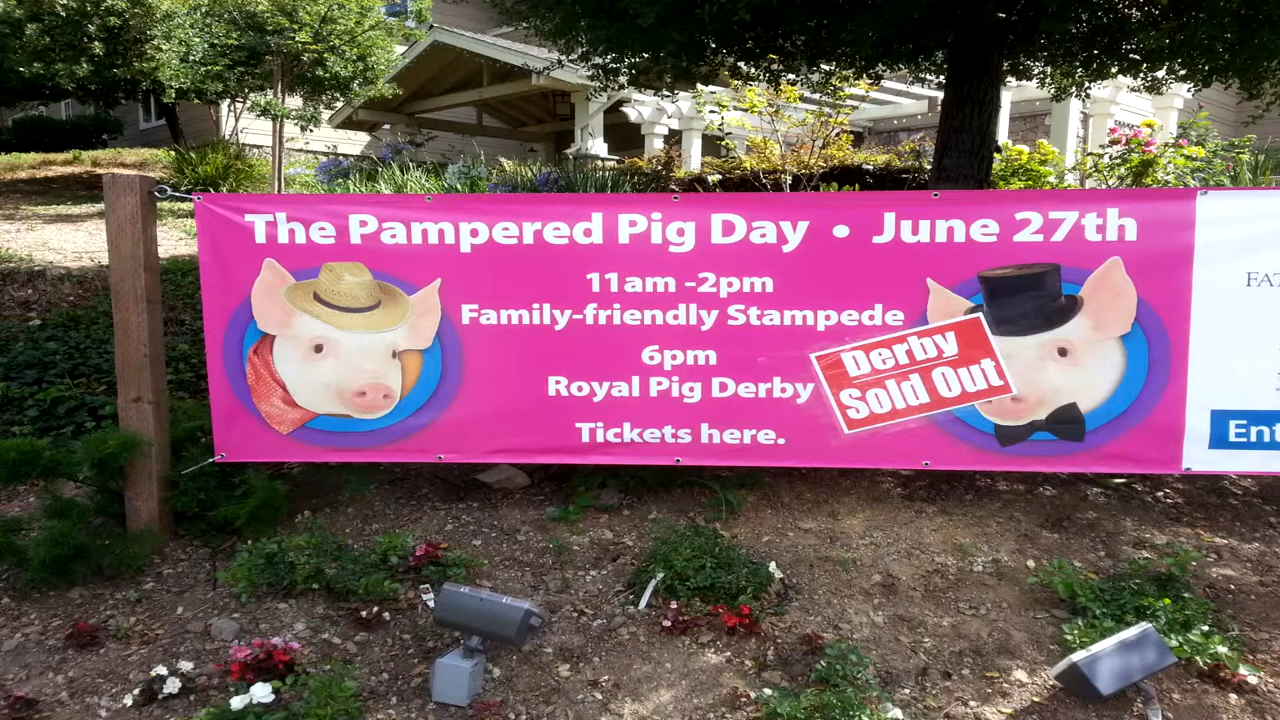 The Pampered Pig Day • June 27th
11am -2pm
Family-friendly Stampede
6pm
Royal Pig Derby
Derby
Sold Out
Tickets here.